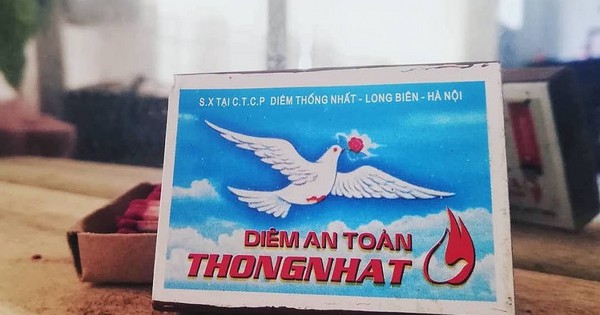 S.X TẠI C.T.C.P DIÊM THỐNG NHẤT - LONG BIÊN - HÀ NỘI
DIÊM AN TOÀN
THONGNHAT